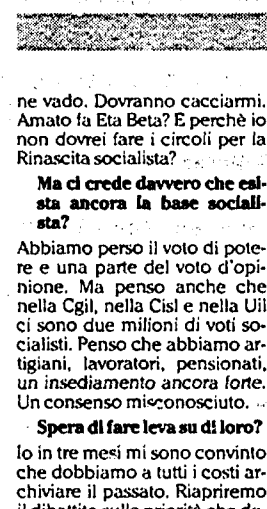 ne vado. Dovranno cacciarmi.
Amato fa Eta Beta? E perchè io
non dovrei fare i circoli per la
Rinascita socialista?
Ma ci crede davvero che esi-
sta ancora la base sociali-
sta?
Abbiamo perso il voto di pote-
re e una parte del voto d'opi-
nione. Ma penso anche che
nella Cgil, nella Cisl e nella Uil
ci sono due milioni di voti so-
cialisti. Penso che abbiamo ar-
tigiani, lavoratori, pensionati,
un insediamento ancora forte.
Un consenso misconosciuto.
Spera di fare leva su di loro?
Io in tre mesi mi sono convinto
che dobbiamo a tutti i costi ar-
chiviare il passato. Riapriremo